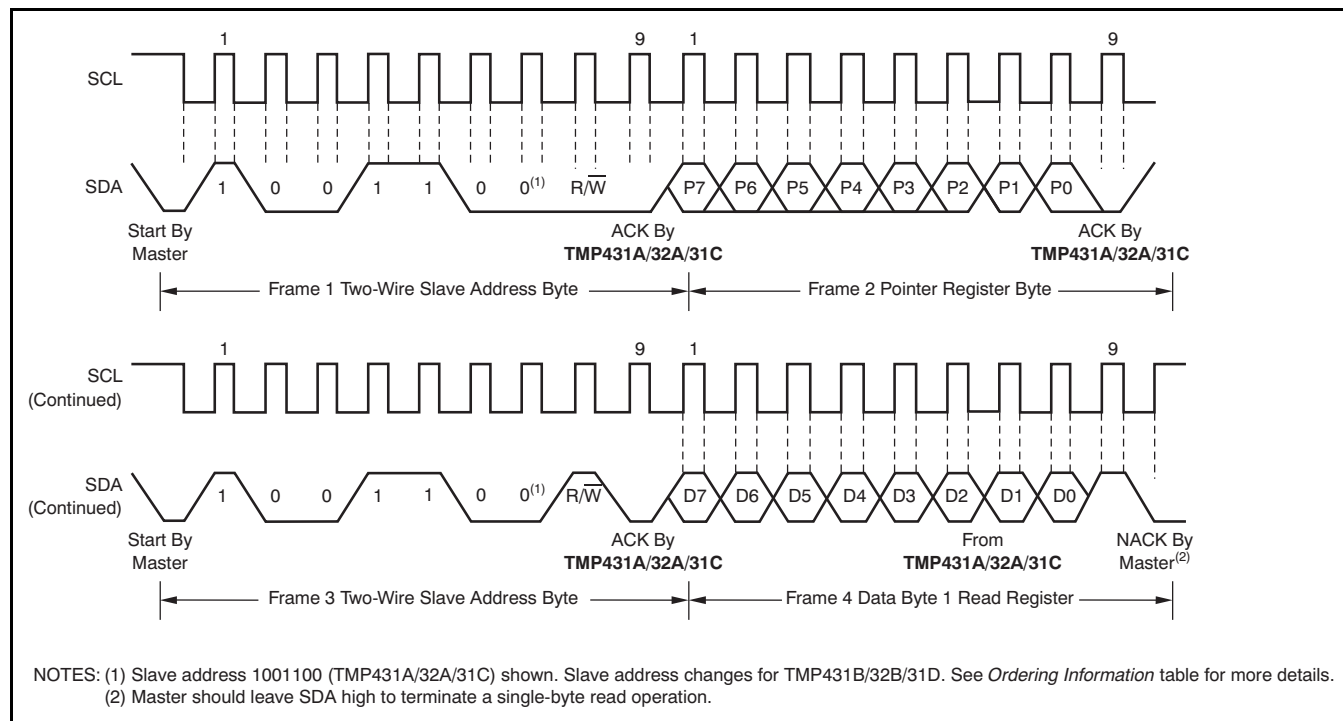 1 9 1 9
SCL
SDA
1 0 0 1 1 0 0(1) R/W̅ P7 P6 P5 P4 P3 P2 P1 P0
Start By
Master
ACK By
TMP431A/32A/31C
ACK By
TMP431A/32A/31C
Frame 1 Two-Wire Slave Address Byte
Frame 2 Pointer Register Byte
1 9 1 9
SCL
(Continued)
SDA
(Continued)
1 0 0 1 1 0 0(1) R/W̅ D7 D6 D5 D4 D3 D2 D1 D0
Start By
Master
ACK By
TMP431A/32A/31C
From
TMP431A/32A/31C
NACK By
Master(2)
Frame 3 Two-Wire Slave Address Byte
Frame 4 Data Byte 1 Read Register
NOTES: (1) Slave address 1001100 (TMP431A/32A/31C) shown. Slave address changes for TMP431B/32B/31D. See Ordering Information table for more details.
(2) Master should leave SDA high to terminate a single-byte read operation.